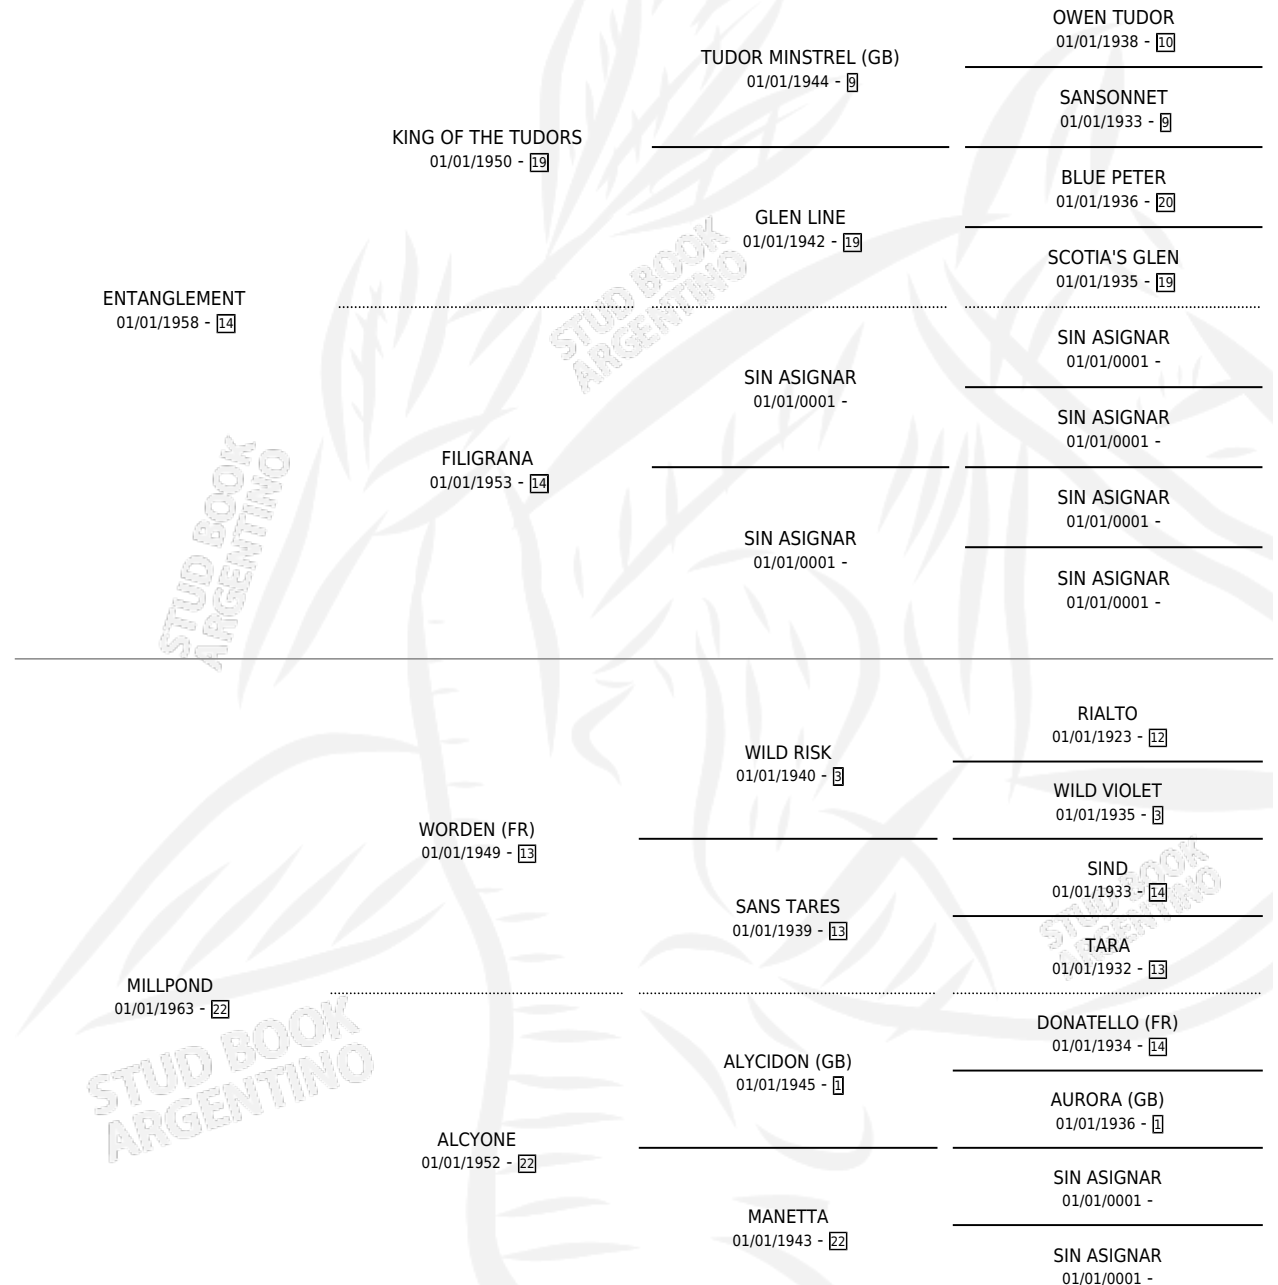 OWEN TUDOR
01/01/1938 - 10
TUDOR MINSTREL (GB)
01/01/1944 - 9
SANSONNET
01/01/1933 - 9
KING OF THE TUDORS
01/01/1950 - 19
BLUE PETER
01/01/1936 - 20
GLEN LINE
01/01/1942 - 19
SCOTIA'S GLEN
01/01/1935 - 19
ENTANGLEMENT
01/01/1958 - 14
SIN ASIGNAR
01/01/0001 -
SIN ASIGNAR
01/01/0001 -
SIN ASIGNAR
01/01/0001 -
FILIGRANA
01/01/1953 - 14
SIN ASIGNAR
01/01/0001 -
SIN ASIGNAR
01/01/0001 -
SIN ASIGNAR
01/01/0001 -
STUD BOOK
ARGENTINO
STUD BOOK
ARGENTINO
RIALTO
01/01/1923 - 12
WILD RISK
01/01/1940 - 3
WILD VIOLET
01/01/1935 - 3
WORDEN (FR)
01/01/1949 - 13
SIND
01/01/1933 - 14
SANS TARES
01/01/1939 - 13
TARA
01/01/1932 - 13
MILLPOND
01/01/1963 - 22
DONATELLO (FR)
01/01/1934 - 14
ALYCIDON (GB)
01/01/1945 - 1
AURORA (GB)
01/01/1936 - 1
ALCYONE
01/01/1952 - 22
SIN ASIGNAR
01/01/0001 -
MANETTA
01/01/1943 - 22
SIN ASIGNAR
01/01/0001 -
STUD BOOK
ARGENTINO
STUD BOOK
ARGENTINO